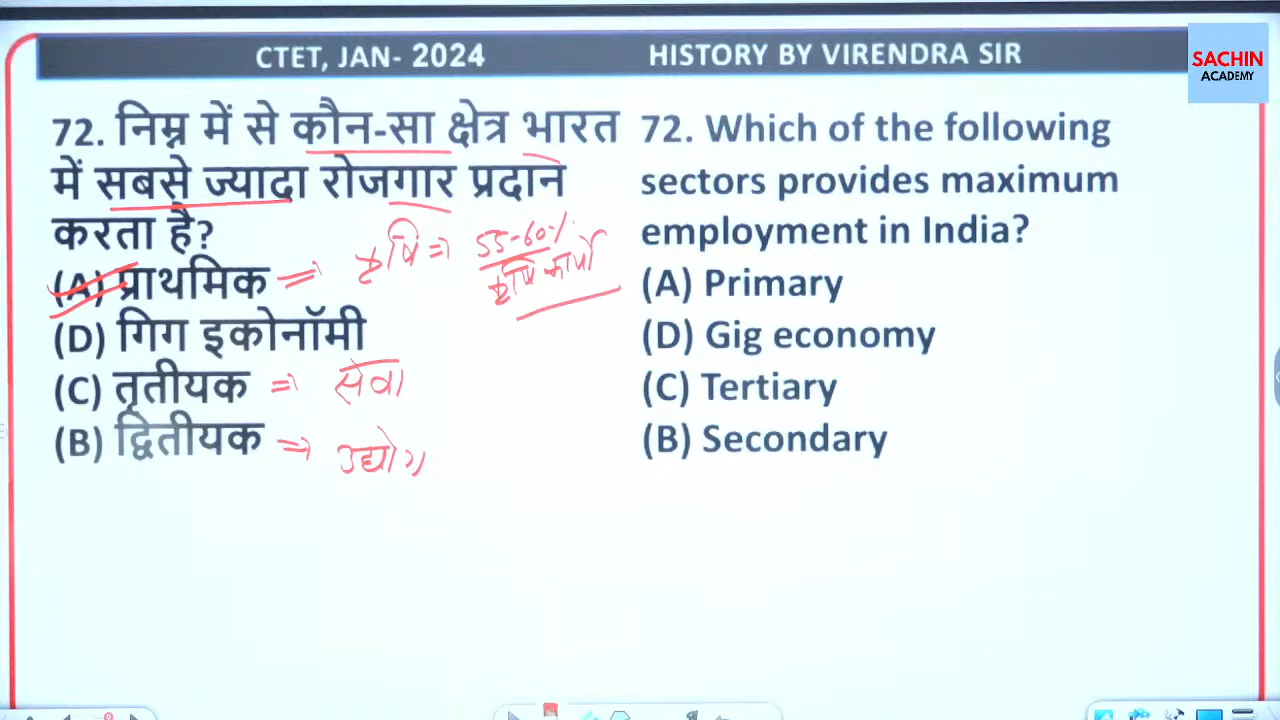 CTET, JAN- 2024
HISTORY BY VIRENDRA SIR
SACHIN
ACADEMY
72. निम्न में से कौन-सा क्षेत्र भारत
में सबसे ज्यादा रोजगार प्रदाने
करता है?
(A) प्राथमिक ⇒ कृषि ⇒ 55-60%
कृषि कार्यो
(D) गिग इकोनॉमी
(C) तृतीयक ⇒ सेवा
(B) द्वितीयक ⇒ उद्योग
72. Which of the following
sectors provides maximum
employment in India?
(A) Primary
(D) Gig economy
(C) Tertiary
(B) Secondary